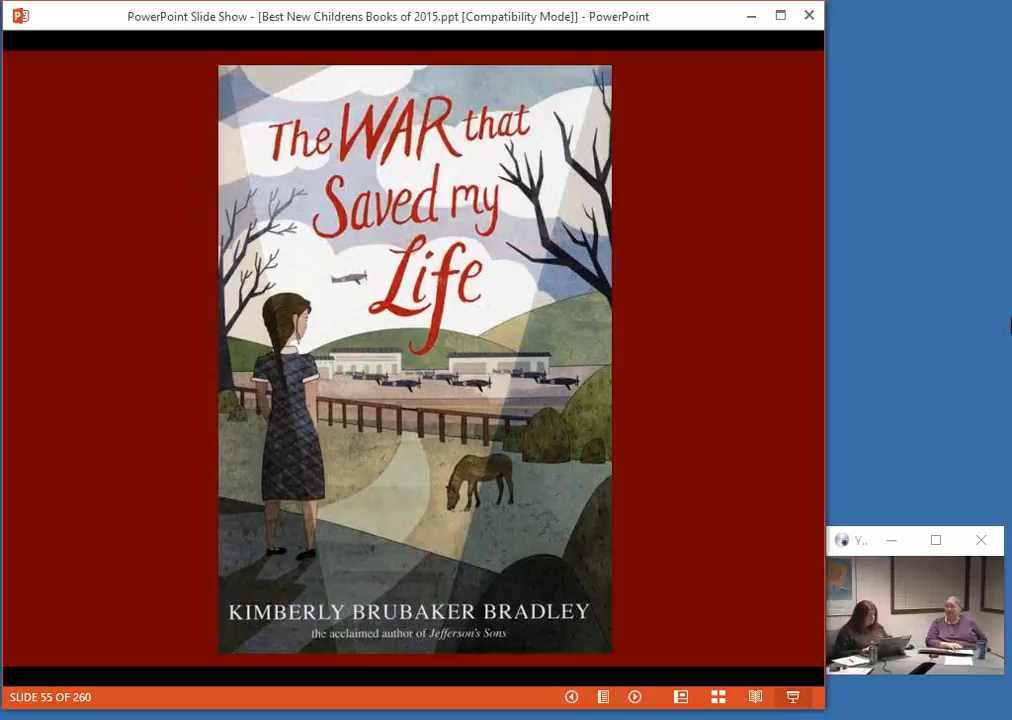 PowerPoint Slide Show - [Best New Childrens Books of 2015.ppt [Compatibility Mode]] - PowerPoint
The WAR that
Saved my
Life
KIMBERLY BRUBAKER BRADLEY
the acclaimed author of Jefferson's Sons
Y..
SLIDE 55 OF 260